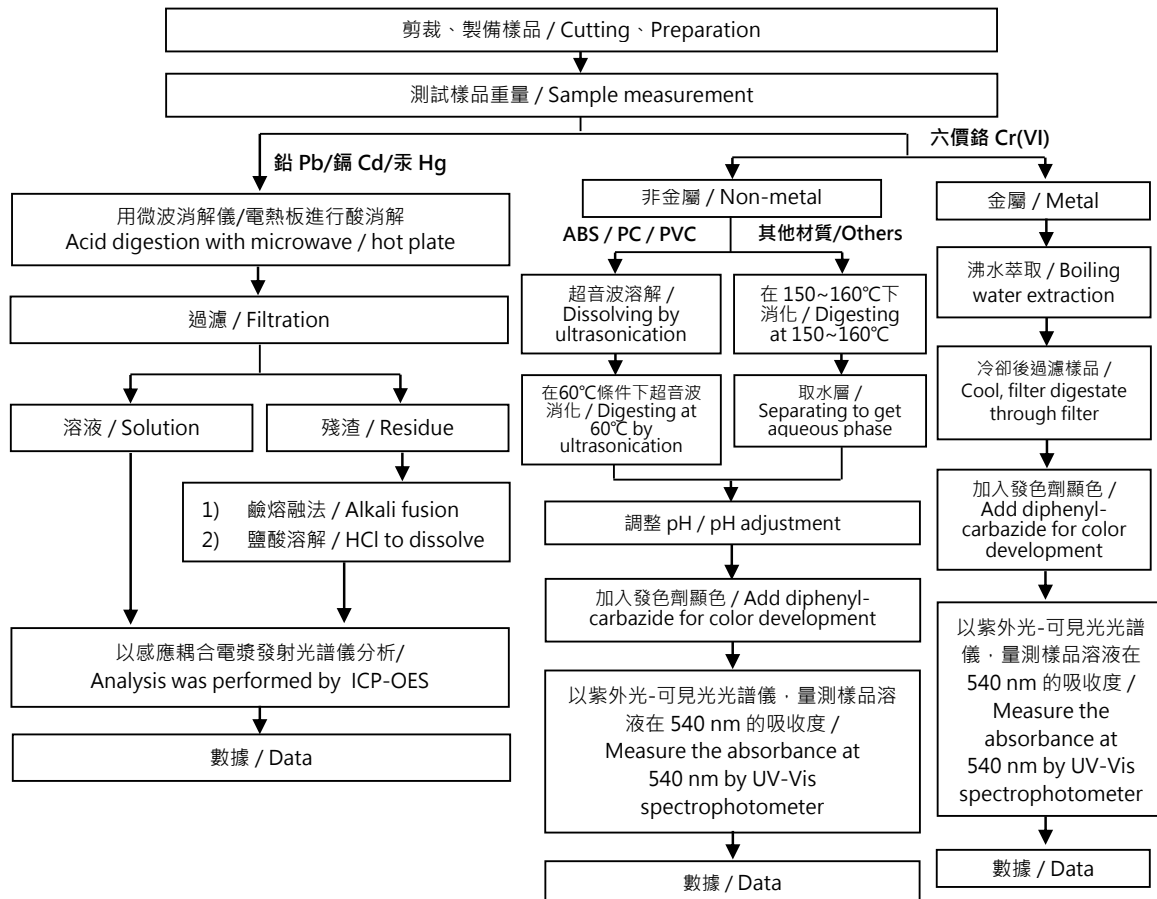 剪裁、製備樣品 / Cutting、Preparation
測試樣品重量 / Sample measurement
鉛 Pb/鎘 Cd/汞 Hg
六價鉻 Cr(VI)
用微波消解儀/電熱板進行酸消解
Acid digestion with microwave / hot plate
過濾 / Filtration
溶液 / Solution
殘渣 / Residue
1) 鹼熔融法 / Alkali fusion
2) 鹽酸溶解 / HCl to dissolve
以感應耦合電漿發射光譜儀分析/
Analysis was performed by ICP-OES
數據 / Data
非金屬 / Non-metal
ABS / PC / PVC
其他材質/Others
超音波溶解 /
Dissolving by
ultrasonication
在 150~160℃下
消化 / Digesting
at 150~160℃
在60℃條件下超音波
消化 / Digesting at
60℃ by
ultrasonication
取水層 /
Separating to get
aqueous phase
調整 pH / pH adjustment
加入發色劑顯色 / Add diphenyl-
carbazide for color development
以紫外光-可見光光譜儀，量測樣品溶
液在 540 nm 的吸收度 /
Measure the absorbance at
540 nm by UV-Vis
spectrophotometer
數據 / Data
金屬 / Metal
沸水萃取 / Boiling
water extraction
冷卻後過濾樣品 /
Cool, filter digestate
through filter
加入發色劑顯色 /
Add diphenyl-
carbazide for color
development
以紫外光-可見光光譜
儀，量測樣品溶液在
540 nm 的吸收度 /
Measure the
absorbance at
540 nm by UV-Vis
spectrophotometer
數據 / Data